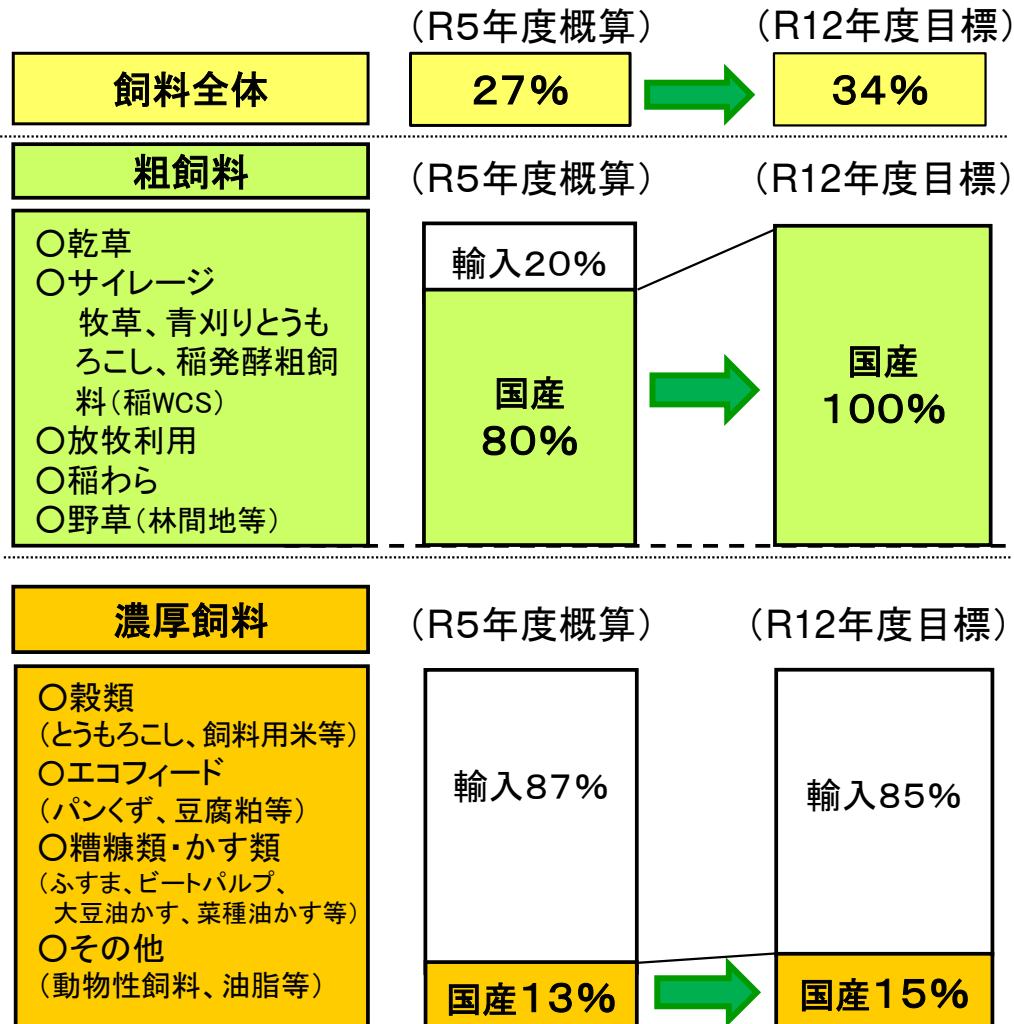 （R5年度概算）　（R12年度目標）
飼料全体　27%　34%
粗飼料　（R5年度概算）　（R12年度目標）
○乾草
○サイレージ
牧草、青刈りとうも
ろこし、稲発酵粗飼
料（稲WCS）
○放牧利用
○稲わら
○野草（林間地等）
輸入20%
国産
80%
国産
100%
濃厚飼料　（R5年度概算）　（R12年度目標）
○穀類
（とうもろこし、飼料用米等）
○エコフィード
（パンくず、豆腐粕等）
○糟糠類・かす類
（ふすま、ビートパルプ、
大豆油かす、菜種油かす等）
○その他
（動物性飼料、油脂等）
輸入87%
国産13%
輸入85%
国産15%